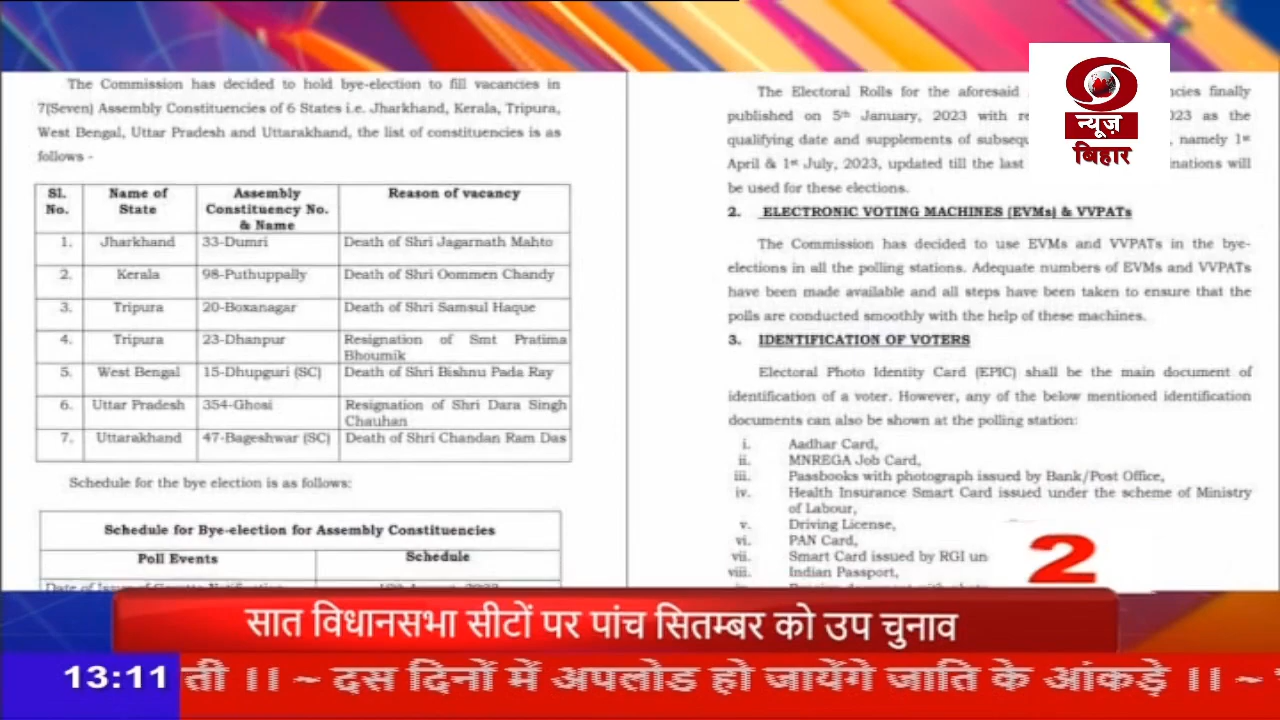 The Commission has decided to hold bye-election to fill vacancies in
7(Seven) Assembly Constituencies of 6 States i.e. Jharkhand, Kerala, Tripura,
West Bengal, Uttar Pradesh and Uttarakhand, the list of constituencies is as
follows -
Sl. No. Name of State Assembly Constituency No. & Name Reason of vacancy
1. Jharkhand 33-Dumri Death of Shri Jagarnath Mahto
2. Kerala 98-Puthuppally Death of Shri Oommen Chandy
3. Tripura 20-Boxanagar Death of Shri Samsul Haque
4. Tripura 23-Dhanpur Resignation of Smt Pratima Bhoumik
5. West Bengal 15-Dhupguri (SC) Death of Shri Bishnu Pada Ray
6. Uttar Pradesh 354-Ghosi Resignation of Shri Dara Singh Chauhan
7. Uttarakhand 47-Bageshwar (SC) Death of Shri Chandan Ram Das
Schedule for the bye election is as follows:
Schedule for Bye-election for Assembly Constituencies
Poll Events Schedule
The Electoral Rolls for the aforesaid finally
published on 5th January, 2023 with as the
qualifying date and supplements of namely 1st
April & 1st July, 2023, updated till the last will
be used for these elections.
2. ELECTRONIC VOTING MACHINES (EVMs) & VVPATs
The Commission has decided to use EVMs and VVPATs in the bye-
elections in all the polling stations. Adequate numbers of EVMs and VVPATs
have been made available and all steps have been taken to ensure that the
polls are conducted smoothly with the help of these machines.
3. IDENTIFICATION OF VOTERS
Electoral Photo Identity Card (EPIC) shall be the main document of
identification of a voter. However, any of the below mentioned identification
documents can also be shown at the polling station:
i. Aadhar Card,
ii. MNREGA Job Card,
iii. Passbooks with photograph issued by Bank/Post Office,
iv. Health Insurance Smart Card issued under the scheme of Ministry
of Labour,
v. Driving License,
vi. PAN Card,
vii. Smart Card issued by RGI un
viii. Indian Passport,
न्यूज़
बिहार
2
सात विधानसभा सीटों पर पांच सितम्बर को उप चुनाव
13:11 ती ।। ~ दस दिनों में अपलोड हो जायेंगे जाति के आंकड़े ।। ~